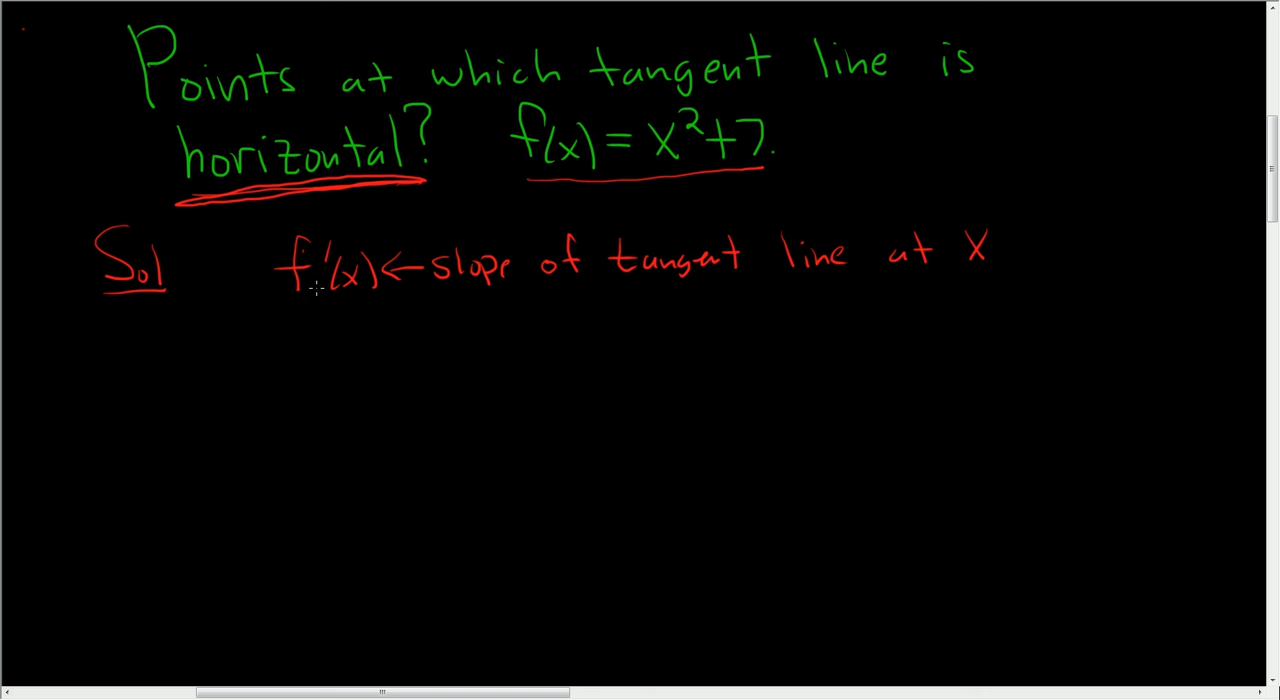 Points at which tangent line is
horizontal? f(x) = x²+7.
Sol f'(x) ← slope of tangent line at X